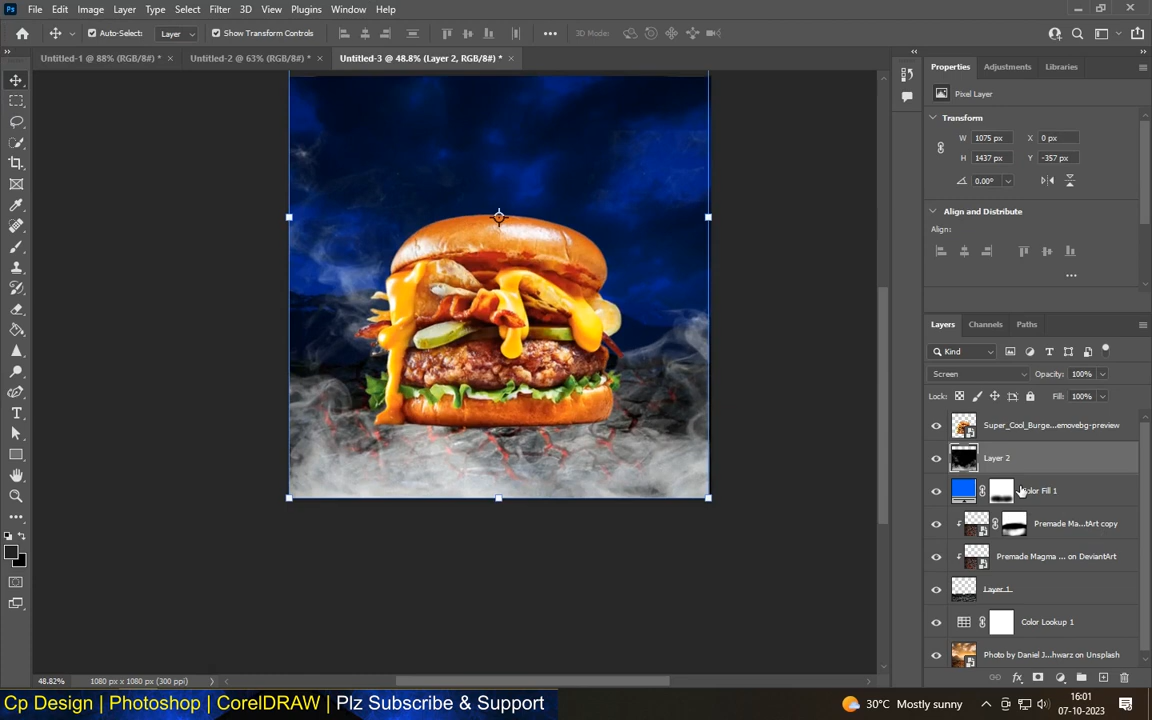 Ps File Edit Image Layer Type Select Filter 3D View Plugins Window Help
Auto-Select: Layer Show Transform Controls 3D Mode:
Untitled-1 @ 88% (RGB/8#) * × Untitled-2 @ 63% (RGB/8#) * × Untitled-3 @ 48.8% (Layer 2, RGB/8#) * ×
Properties Adjustments Libraries
Pixel Layer
Transform
W 1075 px X 0 px
H 1437 px Y -357 px
0.00°
Align and Distribute
Align:
Layers Channels Paths
Kind
Screen Opacity: 100%
Lock: Fill: 100%
Super_Cool_Burge...emovebg-preview
Layer 2
Color Fill 1
Premade Ma...tArt copy
Premade Magma ... on DeviantArt
Layer 1
Color Lookup 1
Photo by Daniel J...hwarz on Unsplash
48.82% 1080 px x 1080 px (300 ppi)
Cp Design | Photoshop | CorelDRAW | Plz Subscribe & Support
30°C Mostly sunny
16:01
07-10-2023